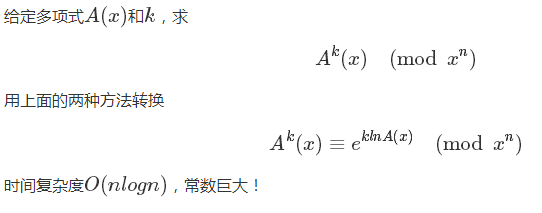 给定多项式A(x)和k，求
A^k(x) (mod x^n)
用上面的两种方法转换
A^k(x) ≡ e^{klnA(x)} (mod x^n)
时间复杂度O(nlogn)，常数巨大！